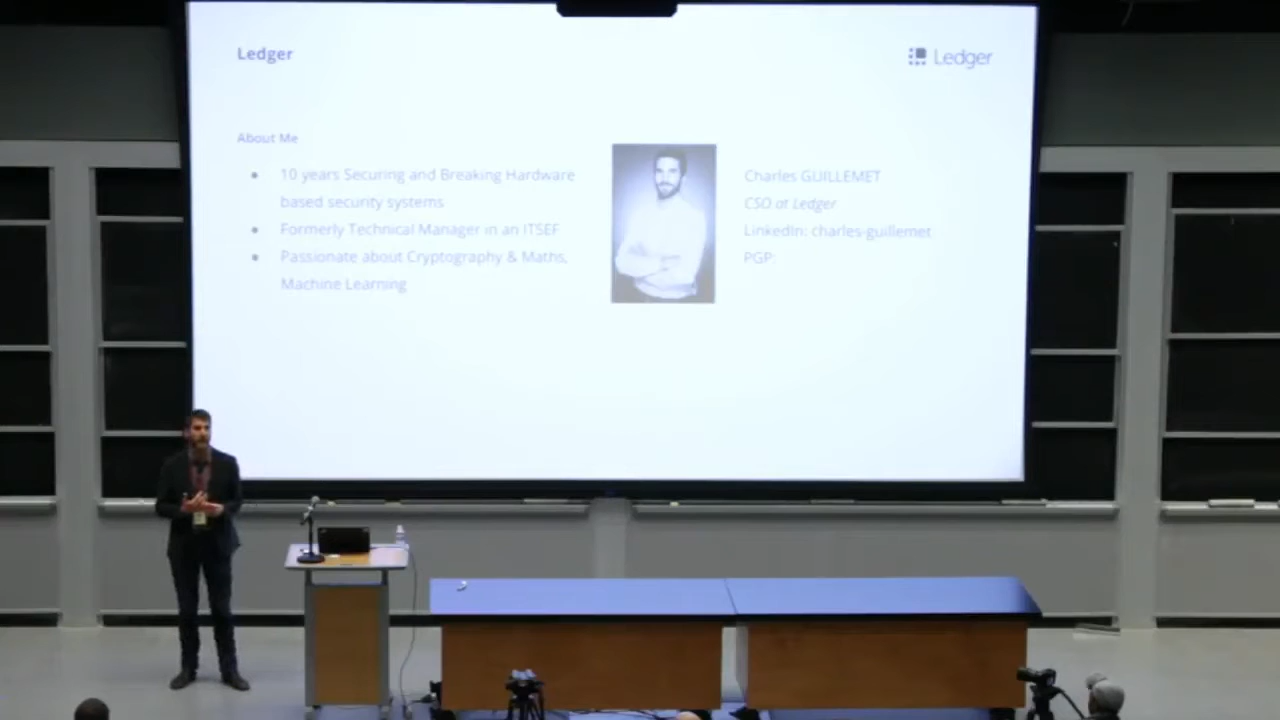 Ledger
Ledger
About Me
10 years Securing and Breaking Hardware
based security systems
Formerly Technical Manager in an ITSEF
Passionate about Cryptography & Maths,
Machine Learning
Charles GUILLEMET
CSO at Ledger
LinkedIn: charles-guillemet
PGP: